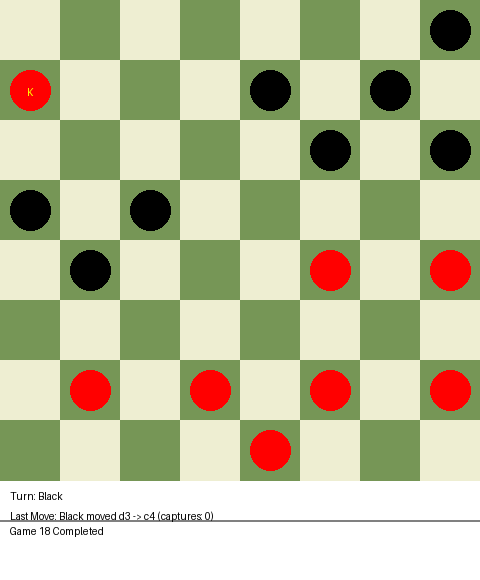 K
Turn: Black
Last Move: Black moved d3 -> c4 (captures: 0)
Game 18 Completed